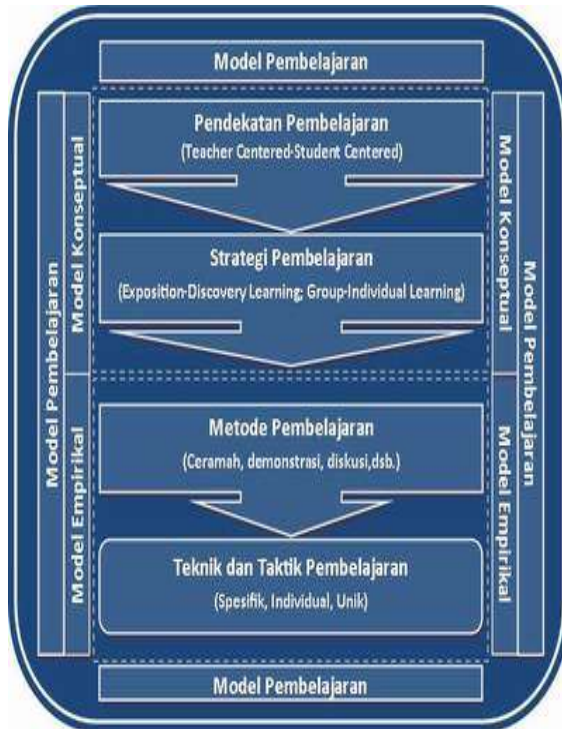 Model Pembelajaran
Pendekatan Pembelajaran
(Teacher Centered-Student Centered)
Strategi Pembelajaran
(Exposition-Discovery Learning; Group-Individual Learning)
Metode Pembelajaran
(Ceramah, demonstrasi, diskusi,dsb.)
Teknik dan Taktik Pembelajaran
(Spesifik, Individual, Unik)
Model Pembelajaran
Model Pembelajaran
Model Konseptual
Model Empirikal
Model Konseptual
Model Empirikal
Model Pembelajaran